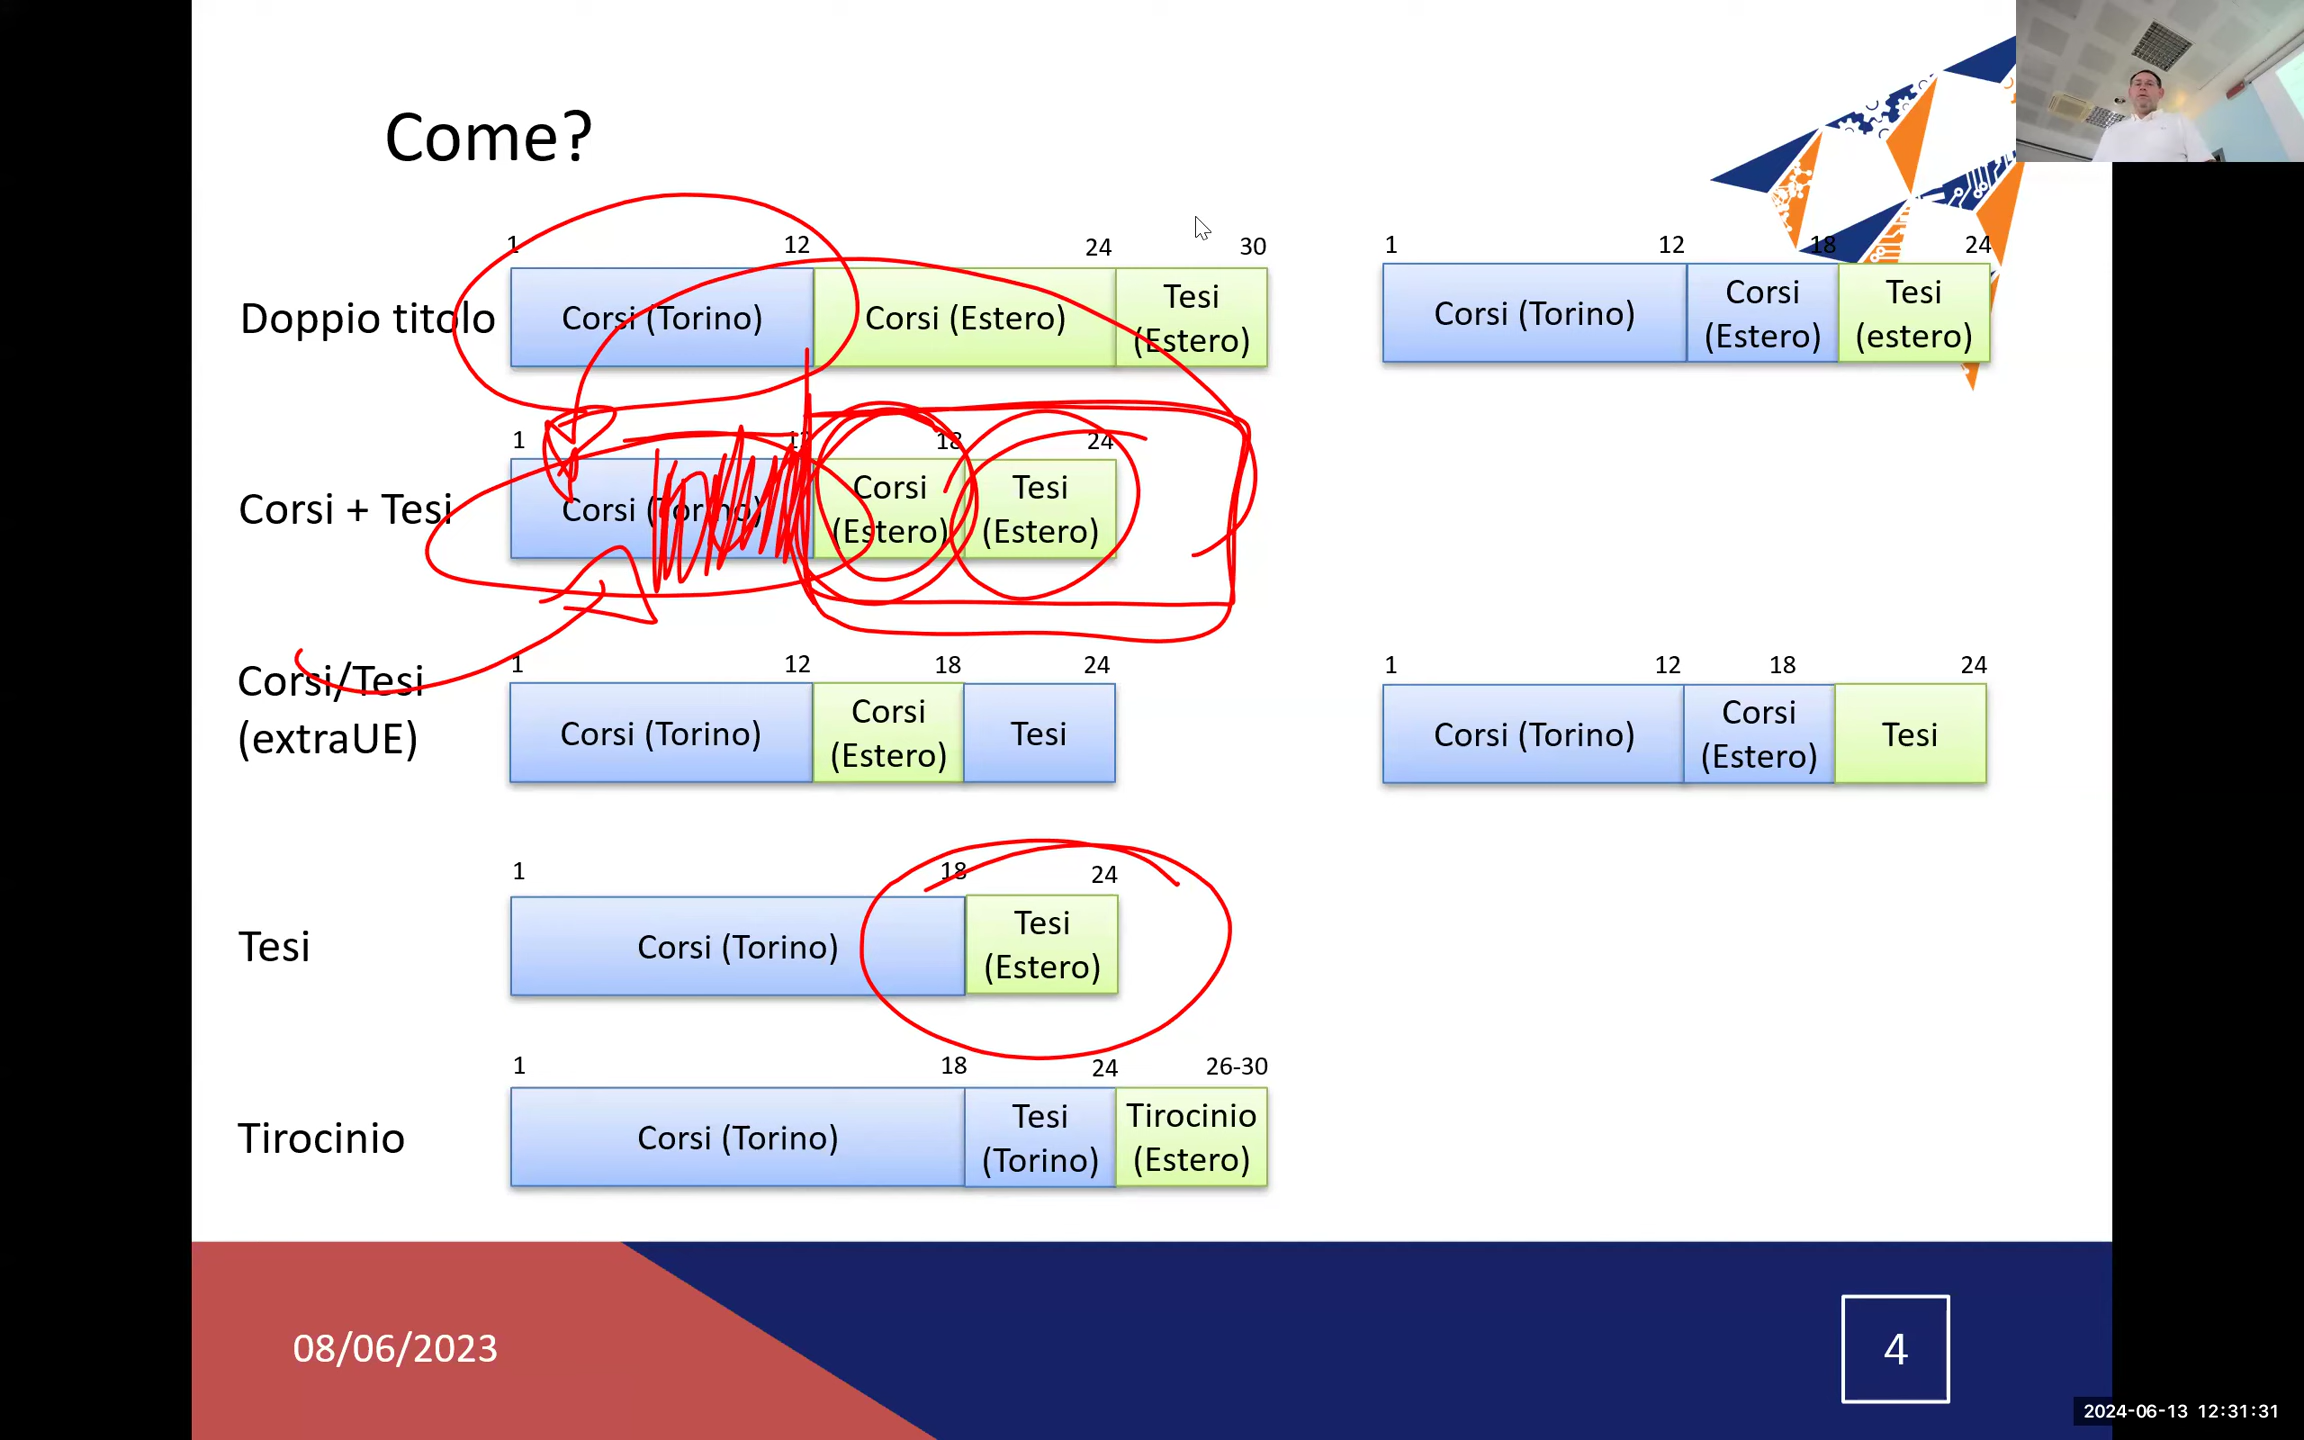 Come?
1 12 24 30
Doppio titolo
Corsi (Torino)
Corsi (Estero)
Tesi
(Estero)
1 12 18 24
Corsi (Torino)
Corsi
(Estero)
Tesi
(estero)
1 12 18 24
Corsi + Tesi
Corsi (Torino)
Corsi
(Estero)
Tesi
(Estero)
1 12 18 24
Corsi/Tesi
(extraUE)
Corsi (Torino)
Corsi
(Estero)
Tesi
1 12 18 24
Corsi (Torino)
Corsi
(Estero)
Tesi
1 18 24
Tesi
Corsi (Torino)
Tesi
(Estero)
1 18 24 26-30
Tirocinio
Corsi (Torino)
Tesi
(Torino)
Tirocinio
(Estero)
08/06/2023
4
2024-06-13 12:31:31